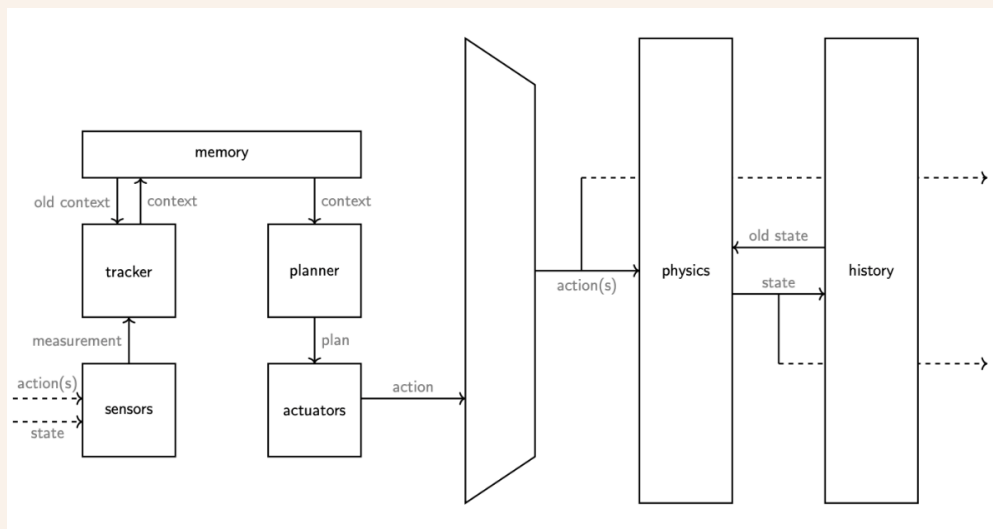 memory
old context
context
context
tracker
planner
measurement
plan
action(s)
state
sensors
actuators
action
action(s)
physics
old state
state
history